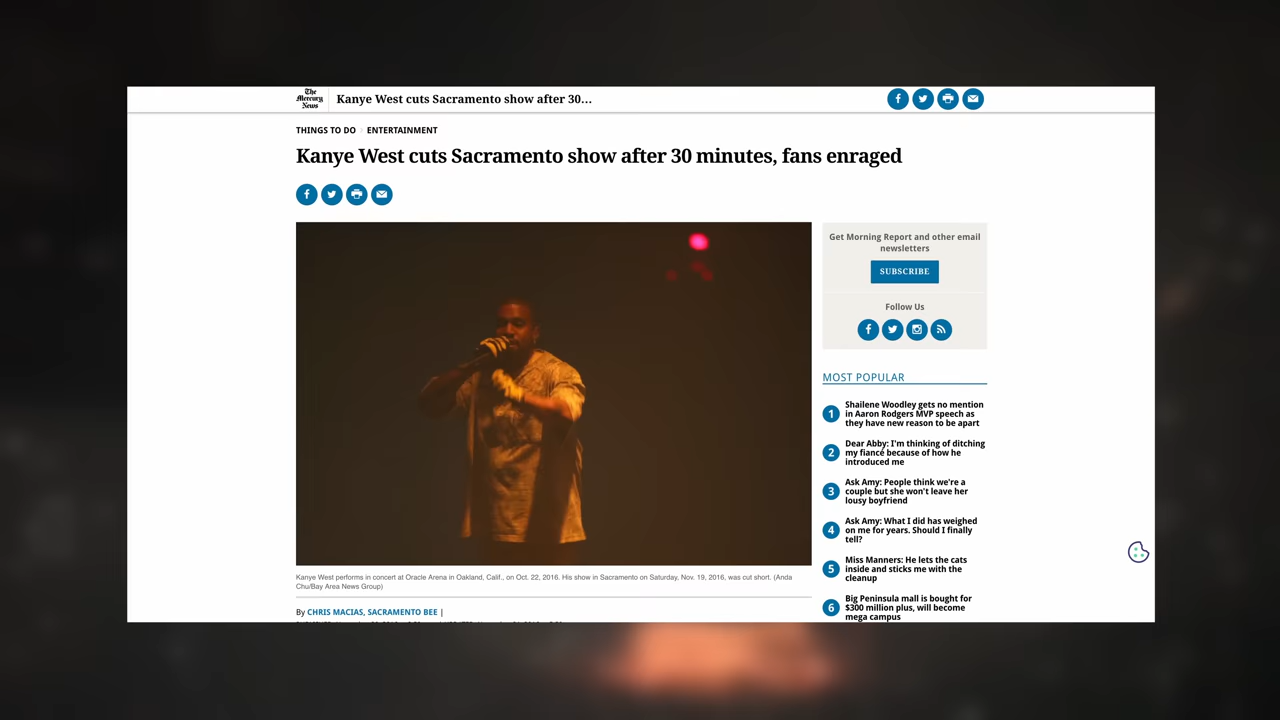 The
Mercury
News
Kanye West cuts Sacramento show after 30...
THINGS TO DO
ENTERTAINMENT
Kanye West cuts Sacramento show after 30 minutes, fans enraged
Kanye West performs in concert at Oracle Arena in Oakland, Calif., on Oct. 22, 2016. His show in Sacramento on Saturday, Nov. 19, 2016, was cut short. (Anda
Chu/Bay Area News Group)
By CHRIS MACIAS, SACRAMENTO BEE |
Get Morning Report and other email
newsletters
SUBSCRIBE
Follow Us
MOST POPULAR
1
Shailene Woodley gets no mention
in Aaron Rodgers MVP speech as
they have new reason to be apart
2
Dear Abby: I'm thinking of ditching
my fiancé because of how he
introduced me
3
Ask Amy: People think we're a
couple but she won't leave her
lousy boyfriend
4
Ask Amy: What I did has weighed
on me for years. Should I finally
tell?
5
Miss Manners: He lets the cats
inside and sticks me with the
cleanup
6
Big Peninsula mall is bought for
$300 million plus, will become
mega campus